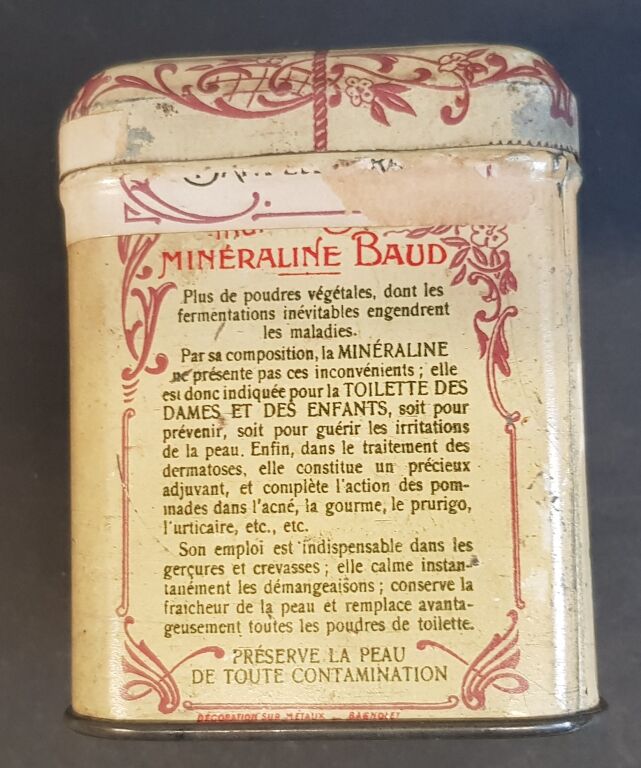 MINÉRALINE BAUD
Plus de poudres végétales, dont les
fermentations inévitables engendrent
les maladies.
Par sa composition, la MINÉRALINE
ne présente pas ces inconvénients ; elle
est donc indiquée pour la TOILETTE DES
DAMES ET DES ENFANTS, soit pour
prévenir, soit pour guérir les irritations
de la peau. Enfin, dans le traitement des
dermatoses, elle constitue un précieux
adjuvant, et complète l'action des pom-
mades dans l'acné, la gourme, le prurigo,
l'urticaire, etc., etc.
Son emploi est indispensable dans les
gerçures et crevasses ; elle calme instan-
tanément les démangeaisons ; conserve la
fraicheur de la peau et remplace avanta-
geusement toutes les poudres de toilette.
PRÉSERVE LA PEAU
DE TOUTE CONTAMINATION
DÉCORATION SUR MÉTAUX - BAGNOLET